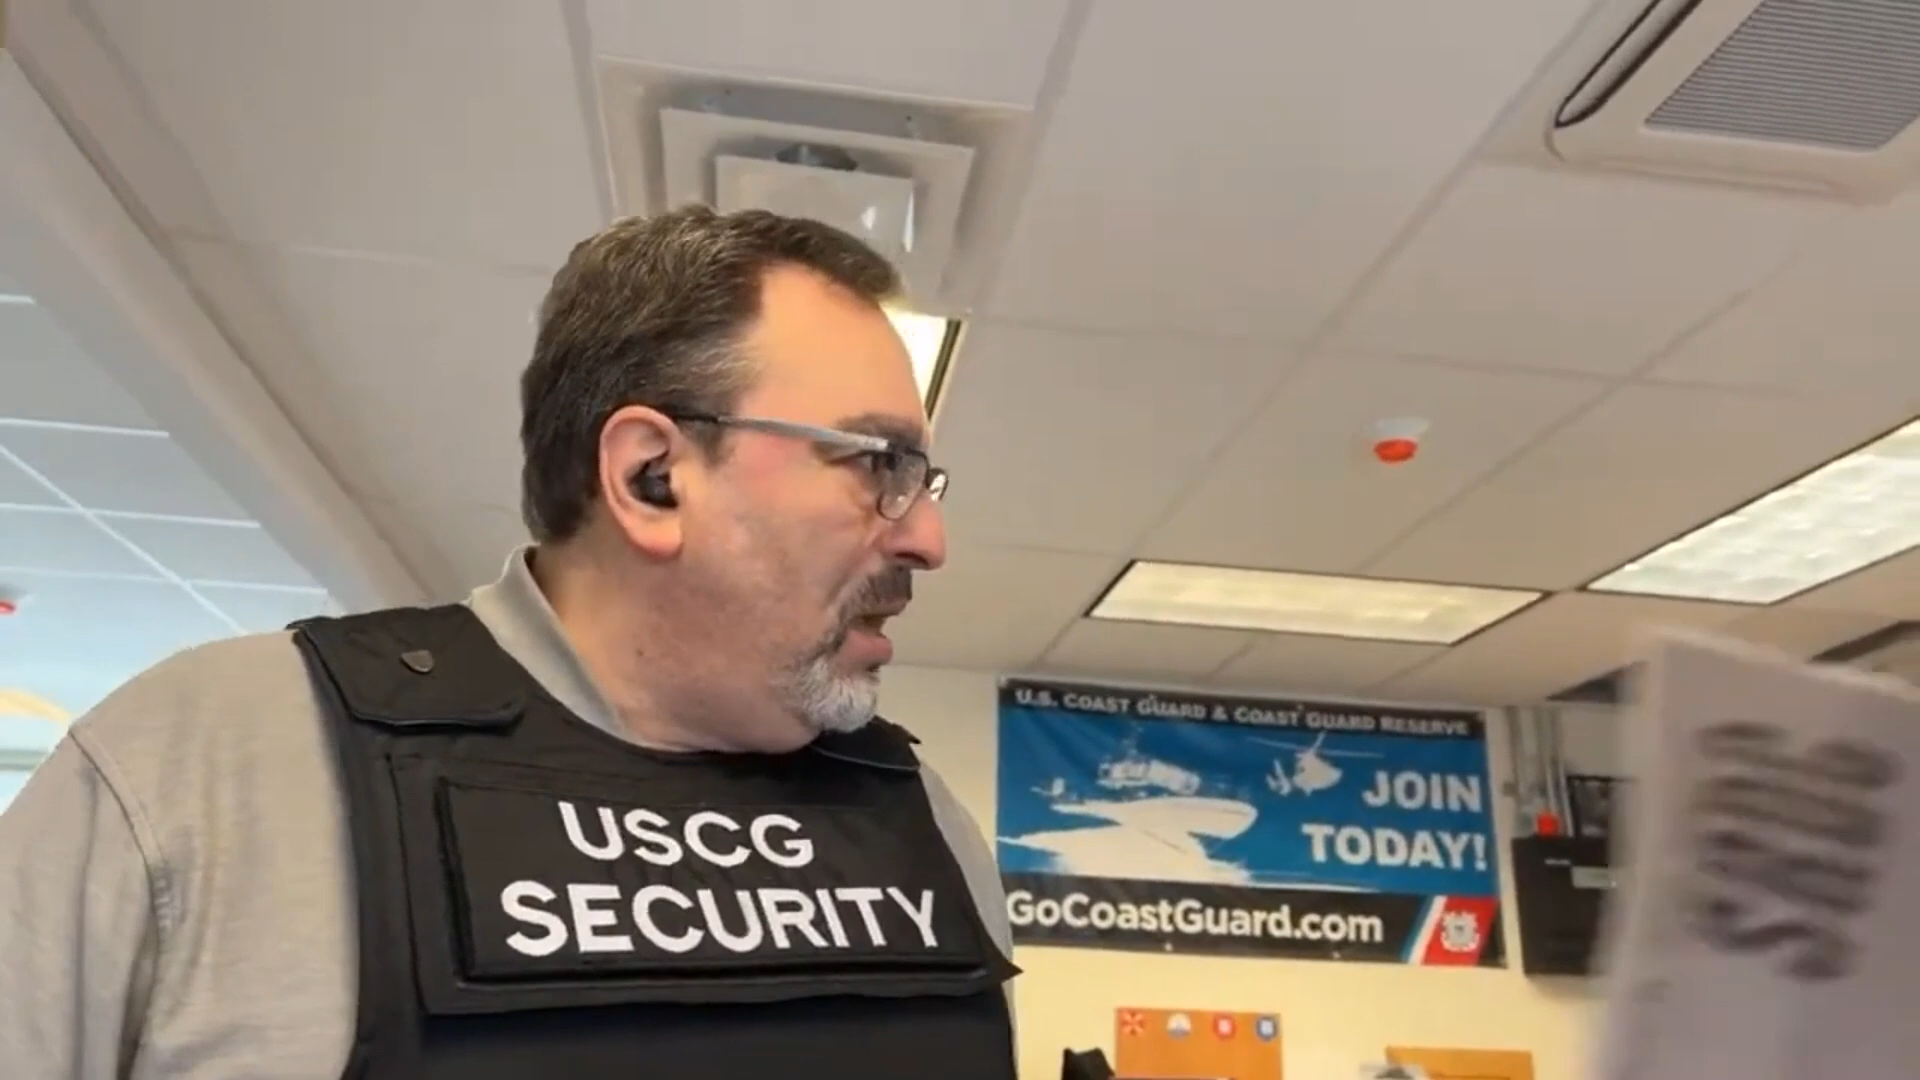 U.S. COAST GUARD & COAST GUARD RESERVE
JOIN
TODAY!
GoCoastGuard.com
USCG
SECURITY